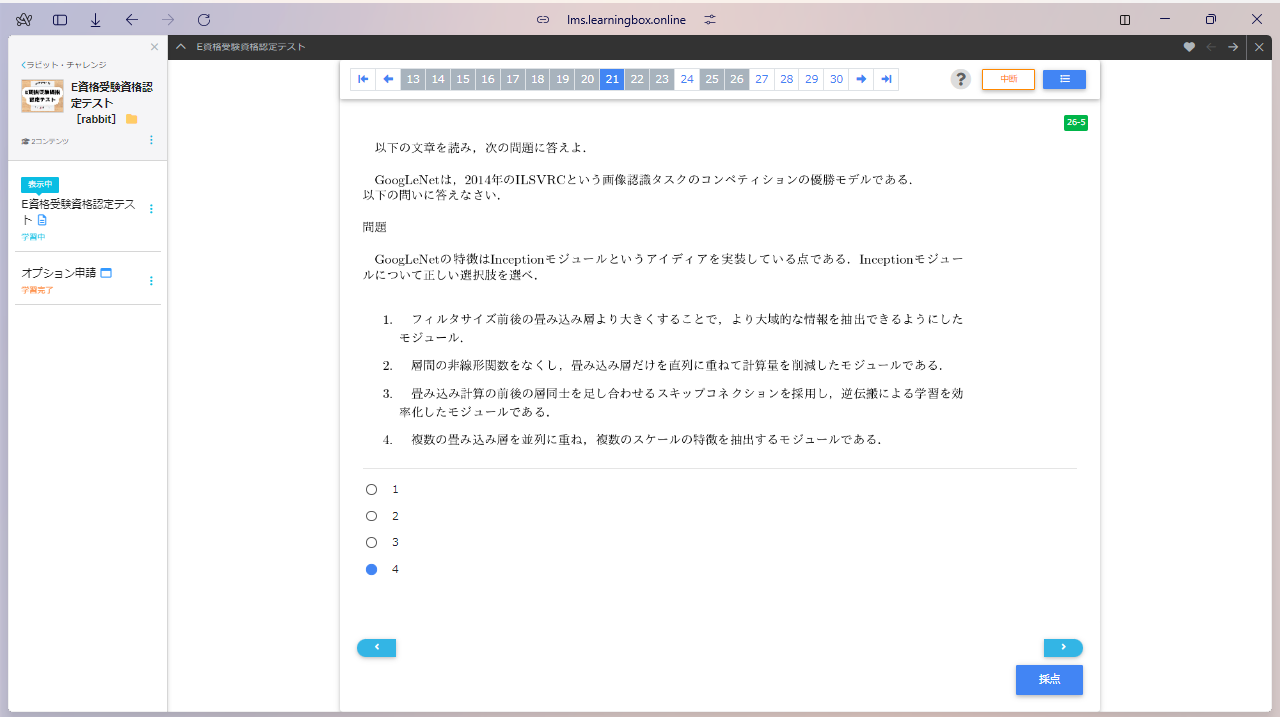 lms.learningbox.online
E資格受験資格認定テスト
ラビット・チャレンジ
E資格受験資格
認定テスト
E資格受験資格認
定テスト
［rabbit］
2コンテンツ
表示中
E資格受験資格認定テス
ト
学習中
オプション申請
学習完了
13 14 15 16 17 18 19 20 21 22 23 24 25 26 27 28 29 30
?
中断
26-5
以下の文章を読み，次の問題に答えよ．
GoogLeNetは，2014年のILSVRCという画像認識タスクのコンペティションの優勝モデルである．
以下の問いに答えなさい．
問題
GoogLeNetの特徴はInceptionモジュールというアイディアを実装している点である．Inceptionモジュー
ルについて正しい選択肢を選べ．
1. フィルタサイズ前後の畳み込み層より大きくすることで，より大域的な情報を抽出できるようにした
モジュール．
2. 層間の非線形関数をなくし，畳み込み層だけを直列に重ねて計算量を削減したモジュールである．
3. 畳み込み計算の前後の層同士を足し合わせるスキップコネクションを採用し，逆伝搬による学習を効
率化したモジュールである．
4. 複数の畳み込み層を並列に重ね，複数のスケールの特徴を抽出するモジュールである．
1
2
3
4
採点